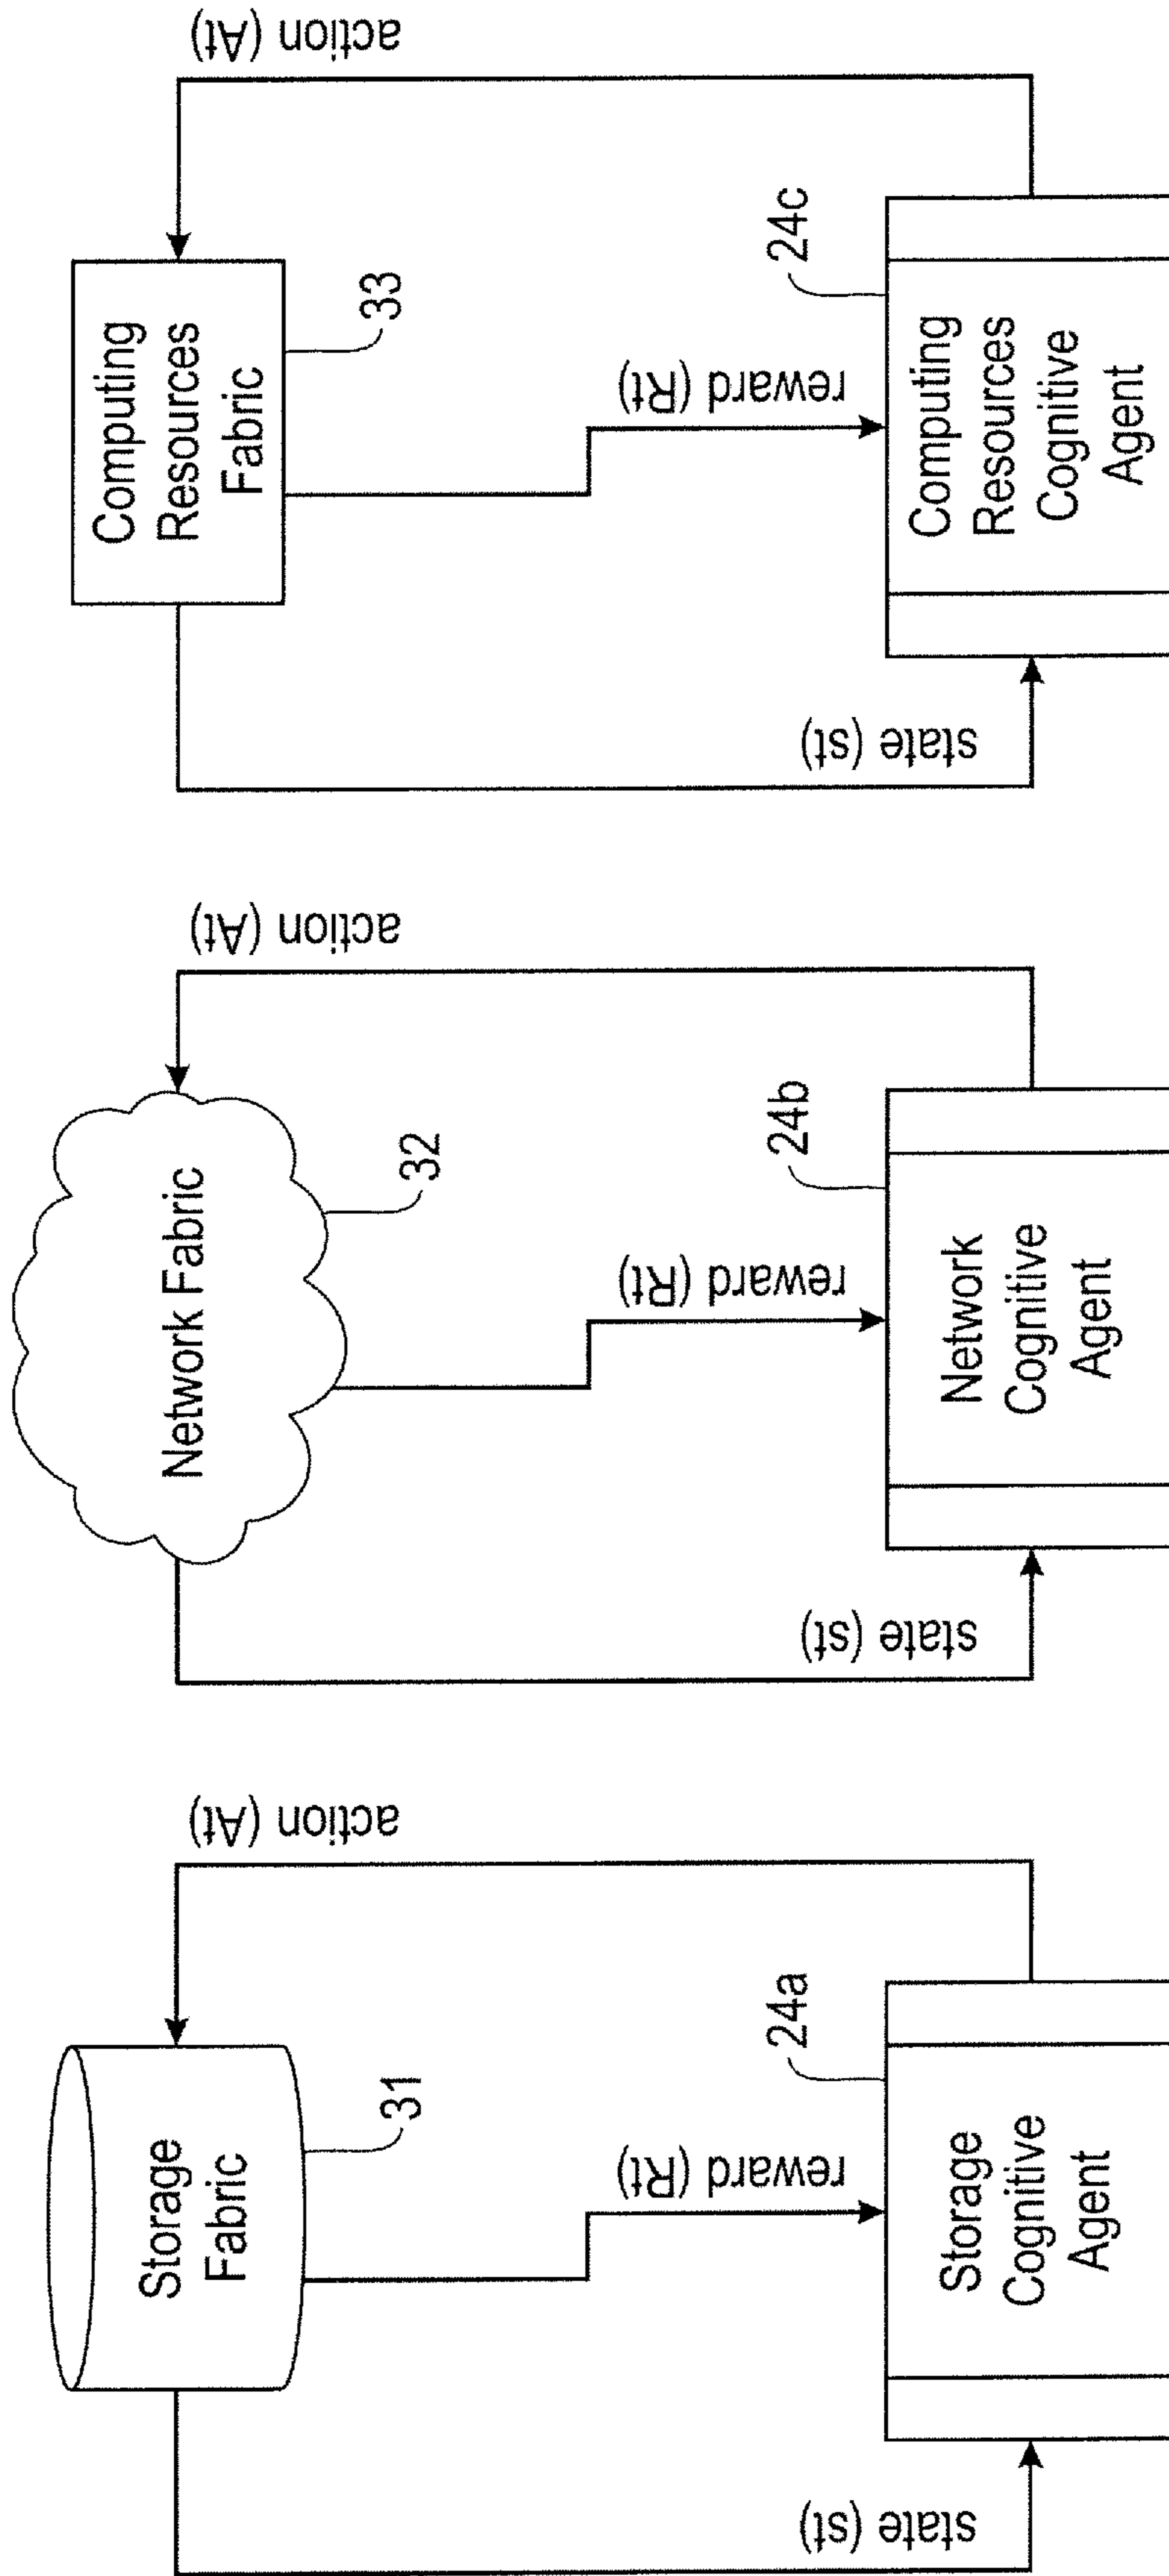 Storage
Fabric
31
action (At)
reward (Rt)
state (st)
24a
Storage
Cognitive
Agent
Network Fabric
32
action (At)
reward (Rt)
state (st)
24b
Network
Cognitive
Agent
Computing
Resources
Fabric
33
action (At)
reward (Rt)
state (st)
24c
Computing
Resources
Cognitive
Agent